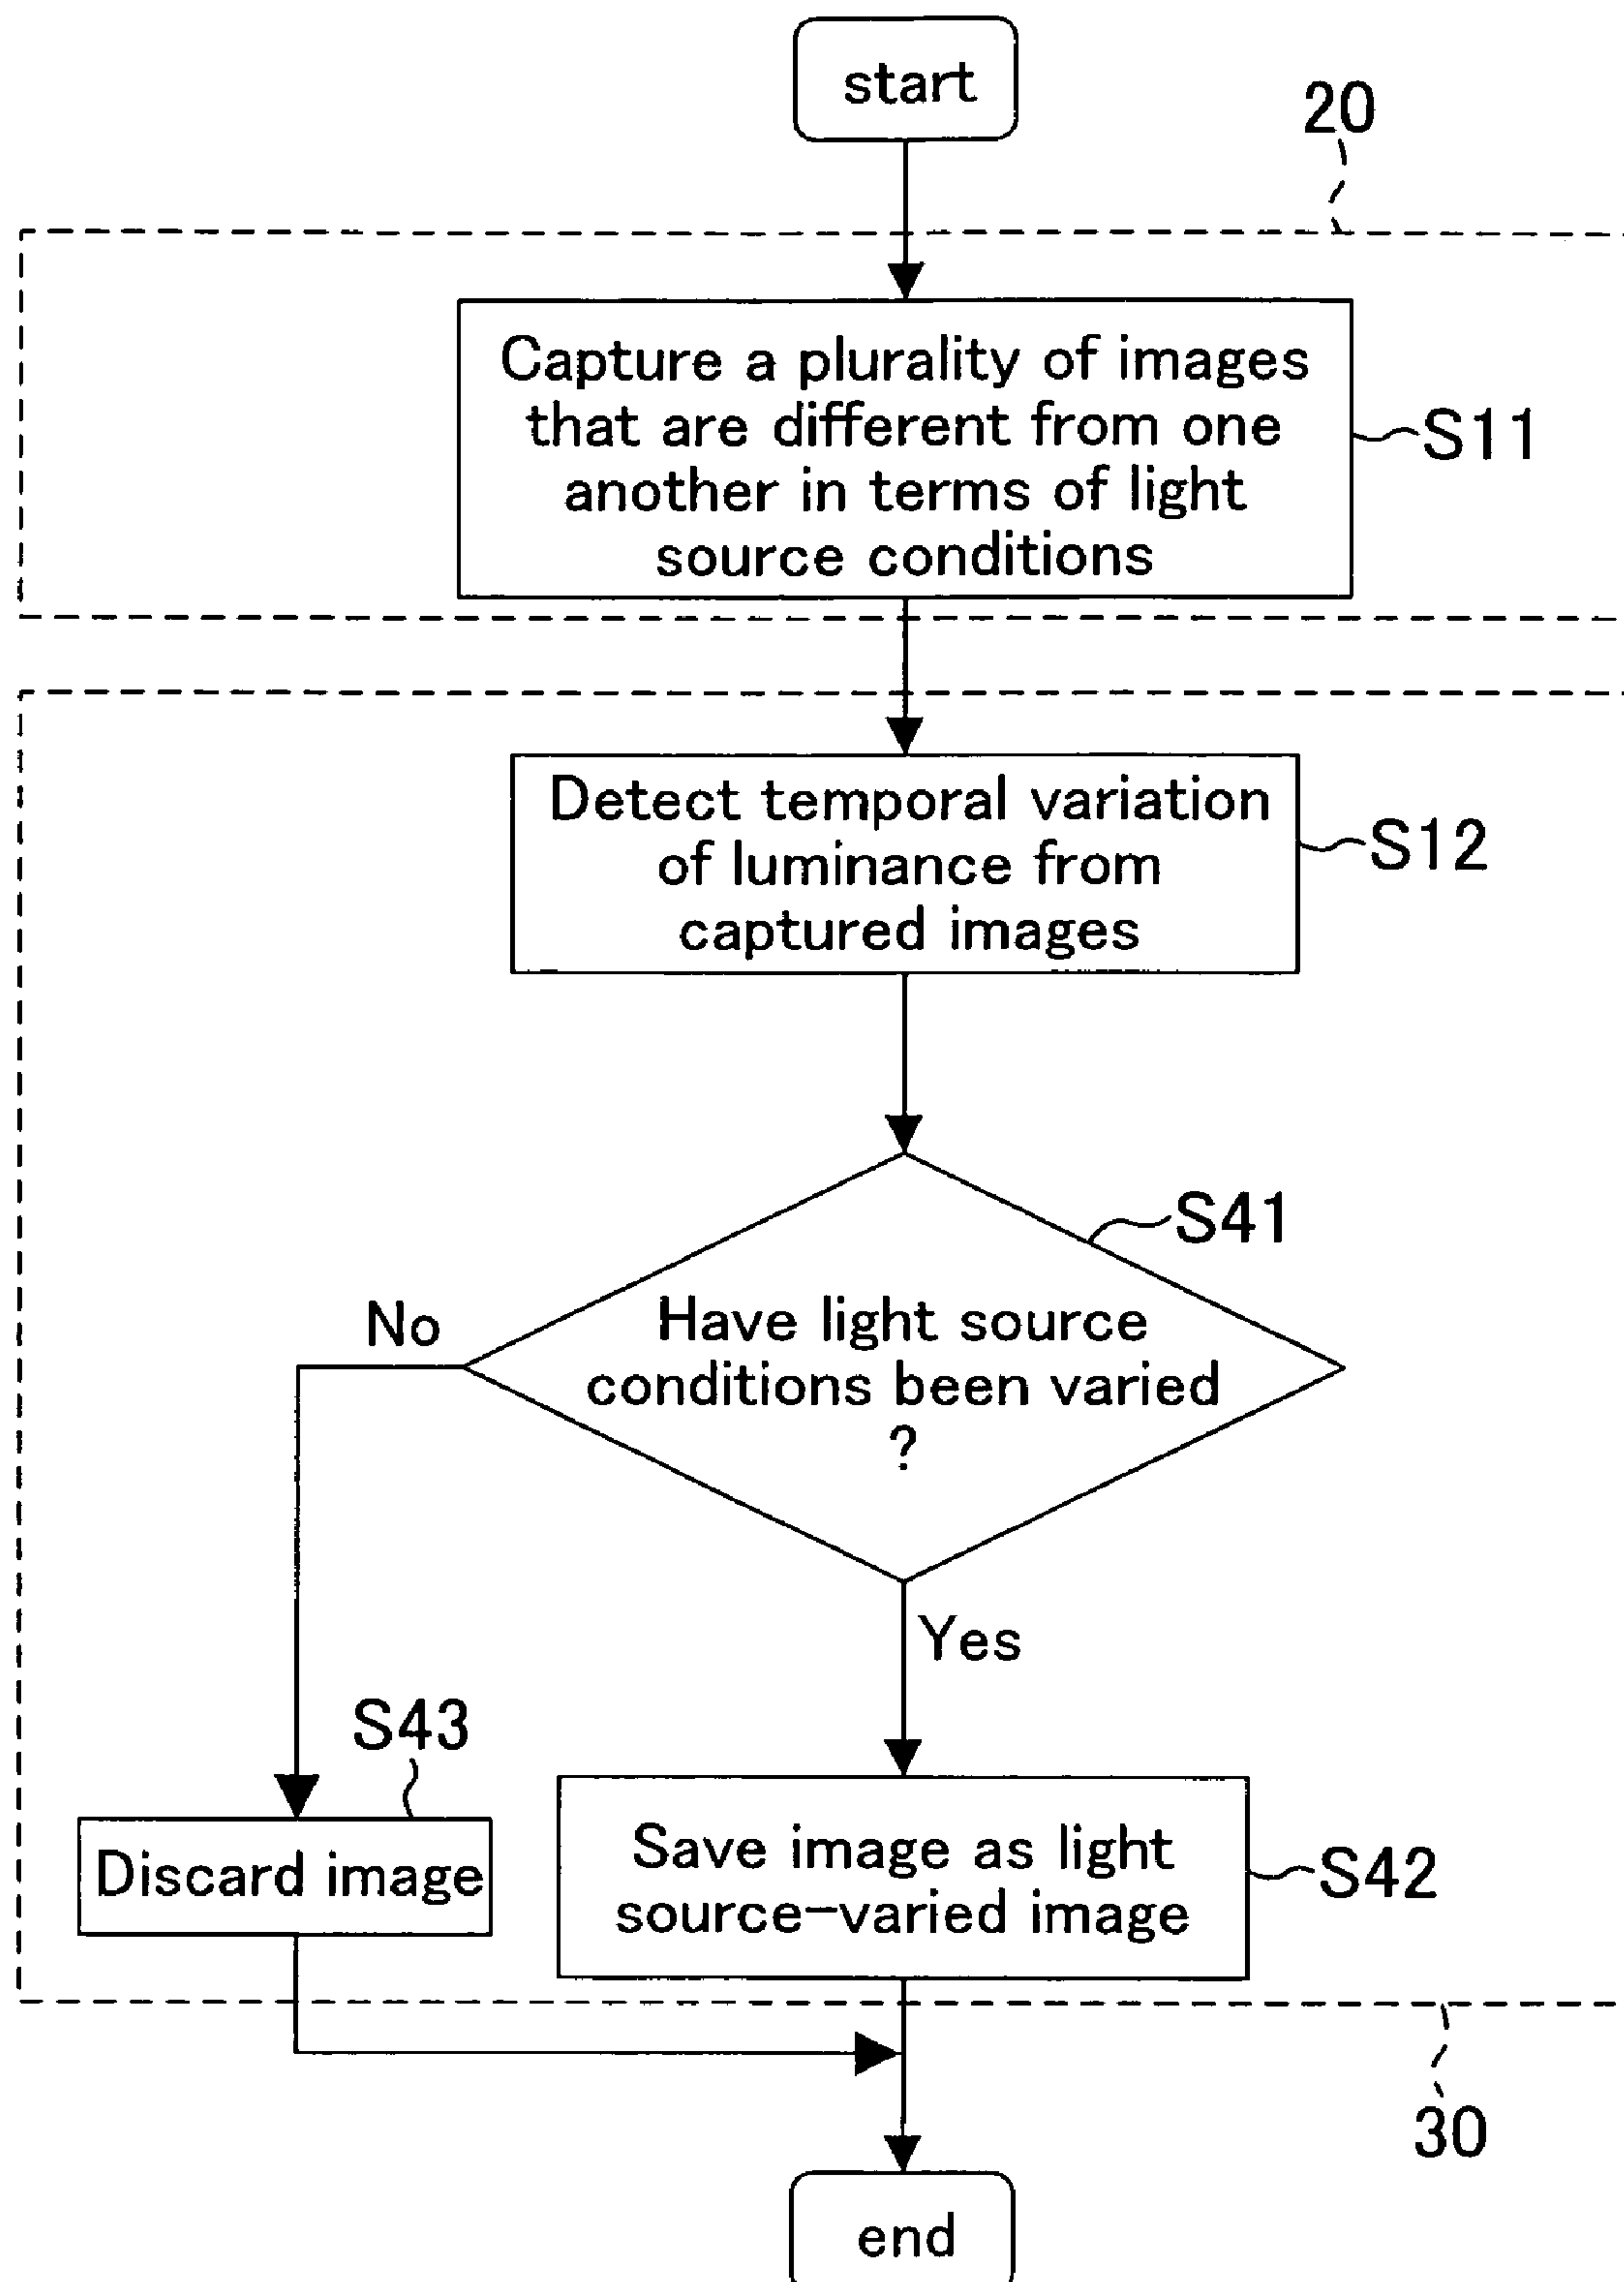 start
20
Capture a plurality of images
that are different from one
another in terms of light
source conditions
S11
Detect temporal variation
of luminance from
captured images
S12
S41
Have light source
conditions been varied
?
No
Yes
S43
Discard image
Save image as light
source-varied image
S42
30
end